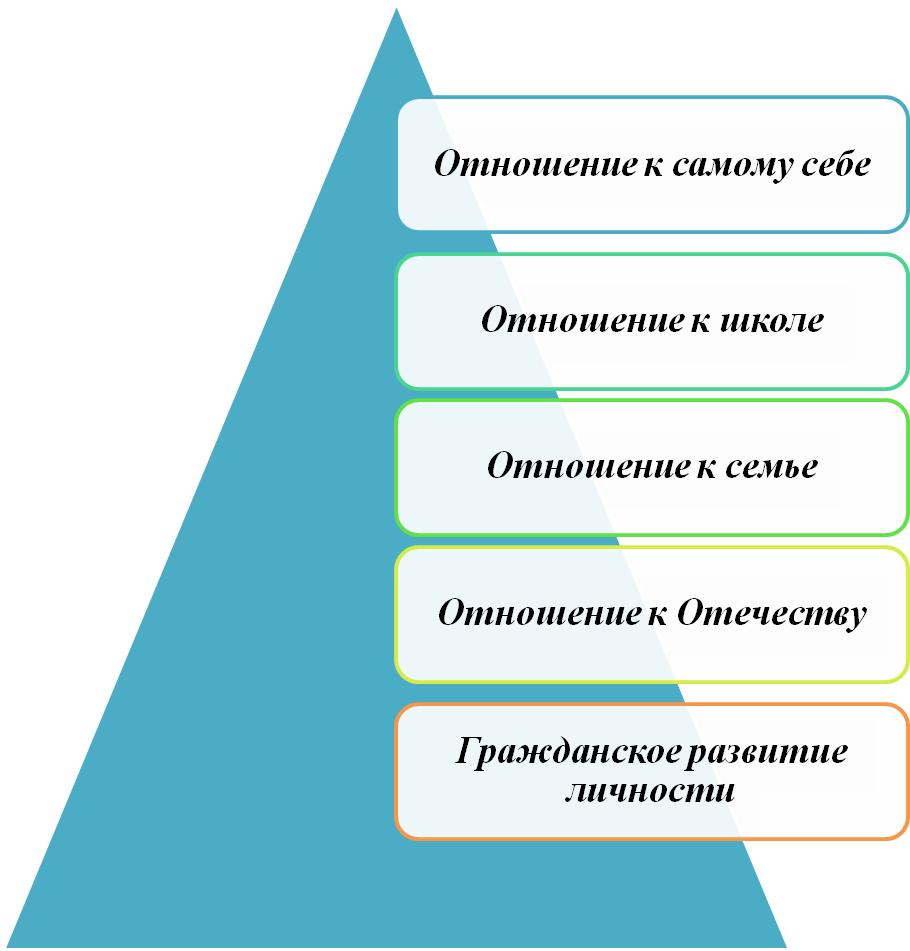 Отношение к самому себе
Отношение к школе
Отношение к семье
Отношение к Отечеству
Гражданское развитие
личности